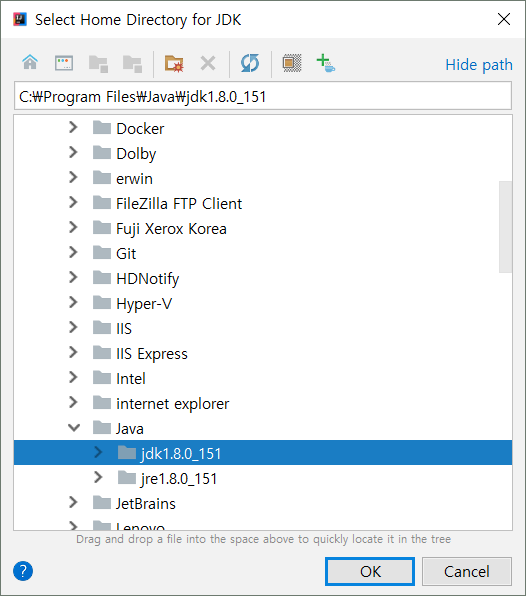 Select Home Directory for JDK
Hide path
C:₩Program Files₩Java₩jdk1.8.0_151
Docker
Dolby
erwin
FileZilla FTP Client
Fuji Xerox Korea
Git
HDNotify
Hyper-V
IIS
IIS Express
Intel
internet explorer
Java
jdk1.8.0_151
jre1.8.0_151
JetBrains
Lenovo
Drag and drop a file into the space above to quickly locate it in the tree
?
OK
Cancel